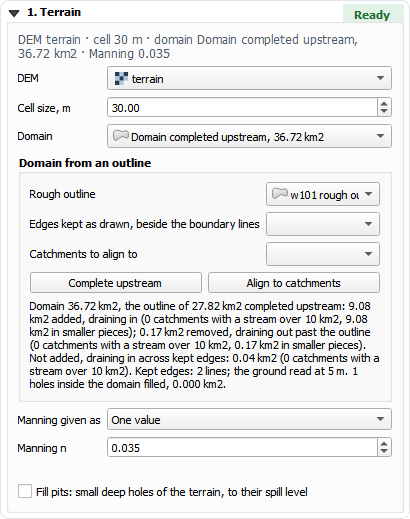 1. Terrain
Ready
DEM terrain · cell 30 m · domain Domain completed upstream,
36.72 km2 · Manning 0.035
DEM
terrain
Cell size, m
30.00
Domain
Domain completed upstream, 36.72 km2
Domain from an outline
Rough outline
w101 rough ou
Edges kept as drawn, beside the boundary lines
Catchments to align to
Complete upstream
Align to catchments
Domain 36.72 km2, the outline of 27.82 km2 completed upstream: 9.08
km2 added, draining in (0 catchments with a stream over 10 km2, 9.08
km2 in smaller pieces); 0.17 km2 removed, draining out past the outline
(0 catchments with a stream over 10 km2, 0.17 km2 in smaller pieces).
Not added, draining in across kept edges: 0.04 km2 (0 catchments with a
stream over 10 km2). Kept edges: 2 lines; the ground read at 5 m. 1
holes inside the domain filled, 0.000 km2.
Manning given as
One value
Manning n
0.035
Fill pits: small deep holes of the terrain, to their spill level